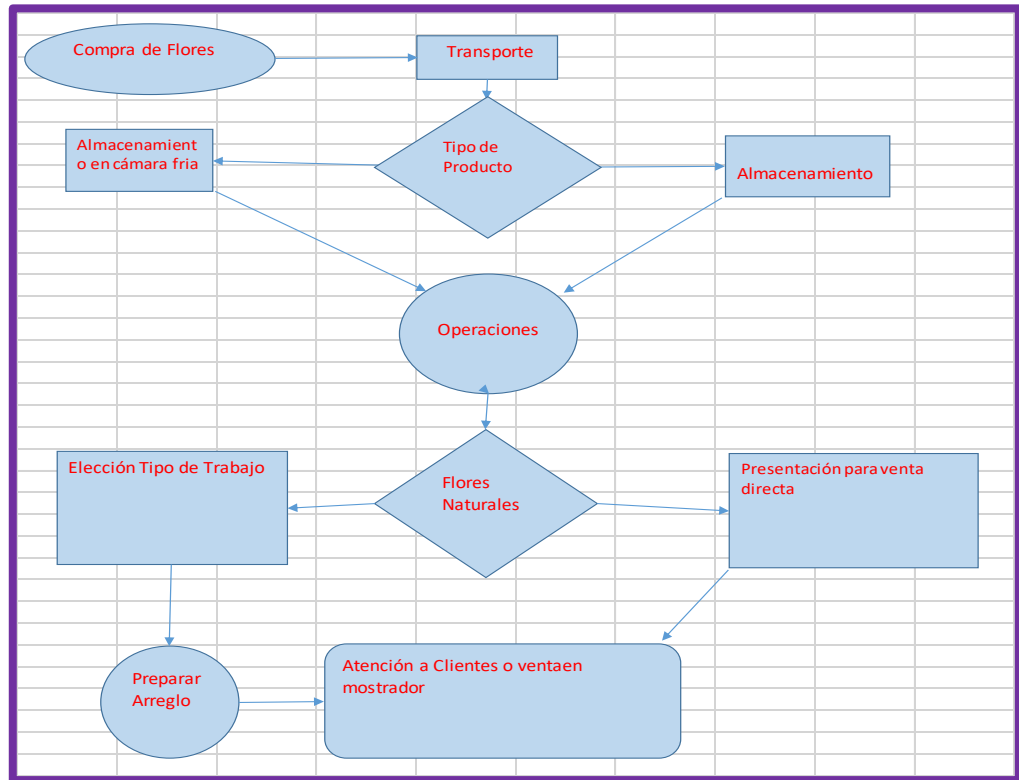 Compra de Flores
Transporte
Almacenamient
o en cámara fria
Tipo de
Producto
Almacenamiento
Operaciones
Elección Tipo de Trabajo
Flores
Naturales
Presentación para venta
directa
Preparar
Arreglo
Atención a Clientes o ventaen
mostrador